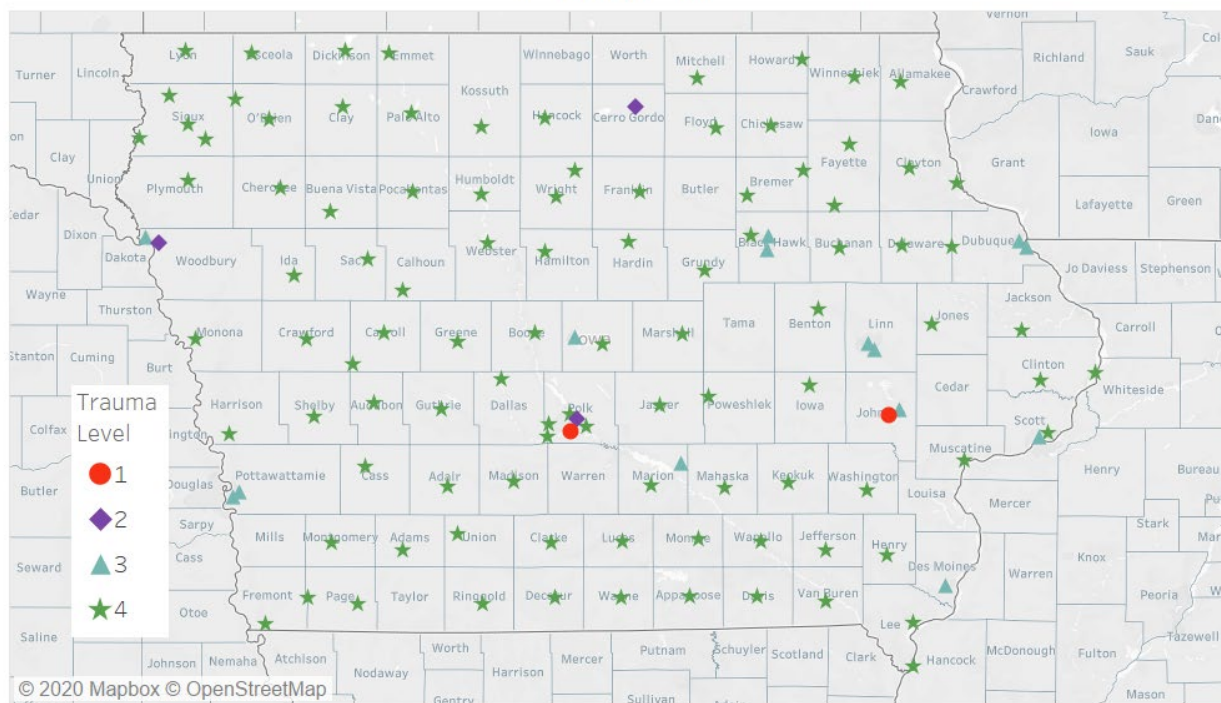 Vernon
Richland
Sauk
Turner
Lincoln
Lyon
Osceola
Dickinson
Emmet
Winnebago
Worth
Mitchell
Howard
Winneshiek
Allamakee
Crawford
Kossuth
Sioux
O'Brien
Clay
Palo Alto
Hancock
Cerro Gordo
Floyd
Chickasaw
Iowa
Clay
Union
Plymouth
Cherokee
Buena Vista
Pocahontas
Humboldt
Wright
Franklin
Butler
Bremer
Fayette
Clayton
Grant
Lafayette
Green
Cedar
Dixon
Dakota
Woodbury
Ida
Sac
Calhoun
Webster
Hamilton
Hardin
Grundy
Black Hawk
Buchanan
Delaware
Dubuque
Jo Daviess
Stephenson
Wayne
Thurston
Monona
Crawford
Carroll
Greene
Boone
Marshall
Tama
Benton
Linn
Jones
Jackson
Carroll
Stanton
Cuming
Burt
Clinton
Whiteside
Harrison
Shelby
Audubon
Guthrie
Dallas
Polk
Jasper
Poweshiek
Iowa
Cedar
Scott
Colfax
Trauma
Level
1
2
3
4
Muscatine
Pottawattamie
Cass
Adair
Madison
Warren
Marion
Mahaska
Keokuk
Washington
Louisa
Henry
Bureau
Butler
Douglas
Sarpy
Mercer
Stark
Mills
Montgomery
Adams
Union
Clarke
Lucas
Monroe
Wapello
Jefferson
Henry
Des Moines
Warren
Knox
Seward
Cass
Otoe
Fremont
Page
Taylor
Ringgold
Decatur
Wayne
Appanoose
Davis
Van Buren
Lee
Peoria
Saline
Johnson
Nemaha
Atchison
Nodaway
Worth
Harrison
Mercer
Putnam
Schuyler
Scotland
Clark
Hancock
McDonough
Fulton
Tazewell
Mason
Gentry
Sullivan
© 2020 Mapbox © OpenStreetMap